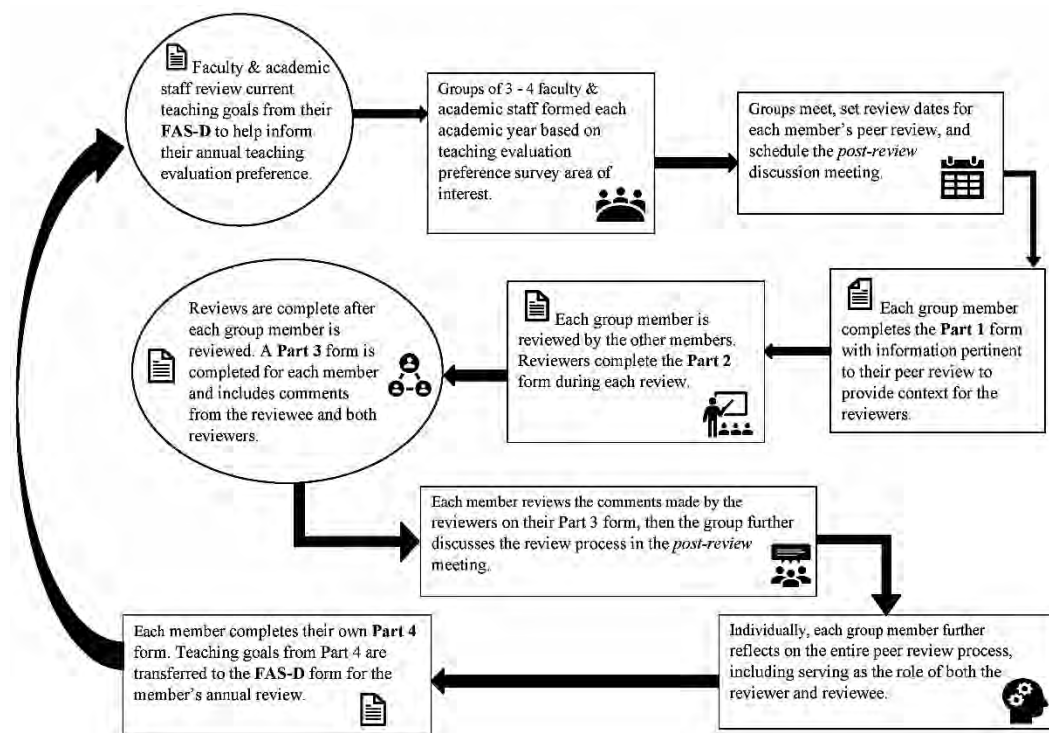 Faculty & academic
staff review current
teaching goals from their
FAS-D to help inform
their annual teaching
evaluation preference.
Groups of 3 - 4 faculty &
academic staff formed each
academic year based on
teaching evaluation
preference survey area of
interest.
Groups meet, set review dates for
each member's peer review, and
schedule the post-review
discussion meeting.
Each group member
completes the Part 1 form
with information pertinent
to their peer review to
provide context for the
reviewers.
Each group member is
reviewed by the other members.
Reviewers complete the Part 2
form during each review.
Reviews are complete after
each group member is
reviewed. A Part 3 form is
completed for each member
and includes comments
from the reviewee and both
reviewers.
Each member reviews the comments made by the
reviewers on their Part 3 form, then the group further
discusses the review process in the post-review
meeting.
Individually, each group member further
reflects on the entire peer review process,
including serving as the role of both the
reviewer and reviewee.
Each member completes their own Part 4
form. Teaching goals from Part 4 are
transferred to the FAS-D form for the
member's annual review.